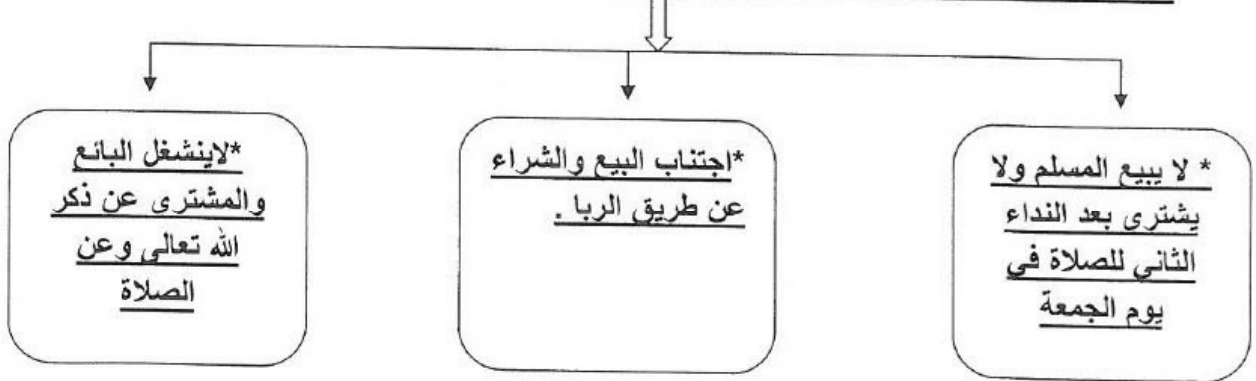 * لا يبيع المسلم ولا
يشترى بعد النداء
الثاني للصلاة في
يوم الجمعة
*اجتناب البيع والشراء
عن طريق الربا .
*لاينشغل البائع
والمشترى عن ذكر
الله تعالى وعن
الصلاة